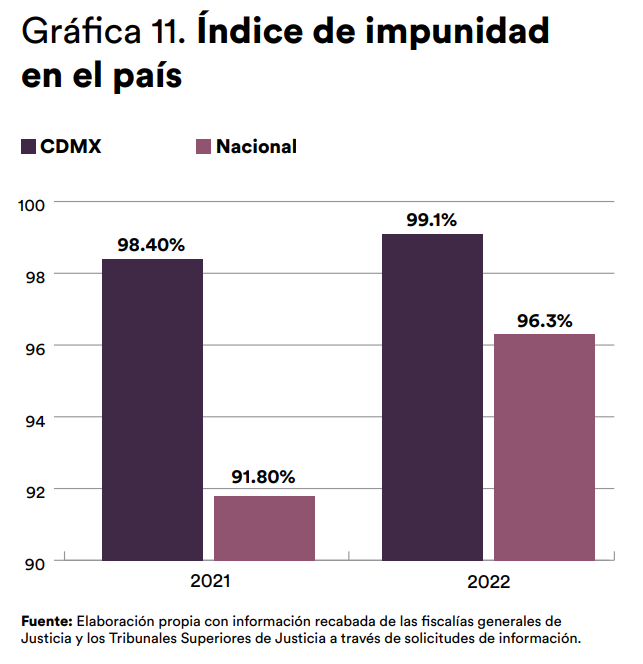 Gráfica 11. Índice de impunidad
en el país
CDMX Nacional
100
98.40%
99.1%
98
96.3%
96
94
91.80%
92
90
2021 2022
Fuente: Elaboración propia con información recabada de las fiscalías generales de
Justicia y los Tribunales Superiores de Justicia a través de solicitudes de información.